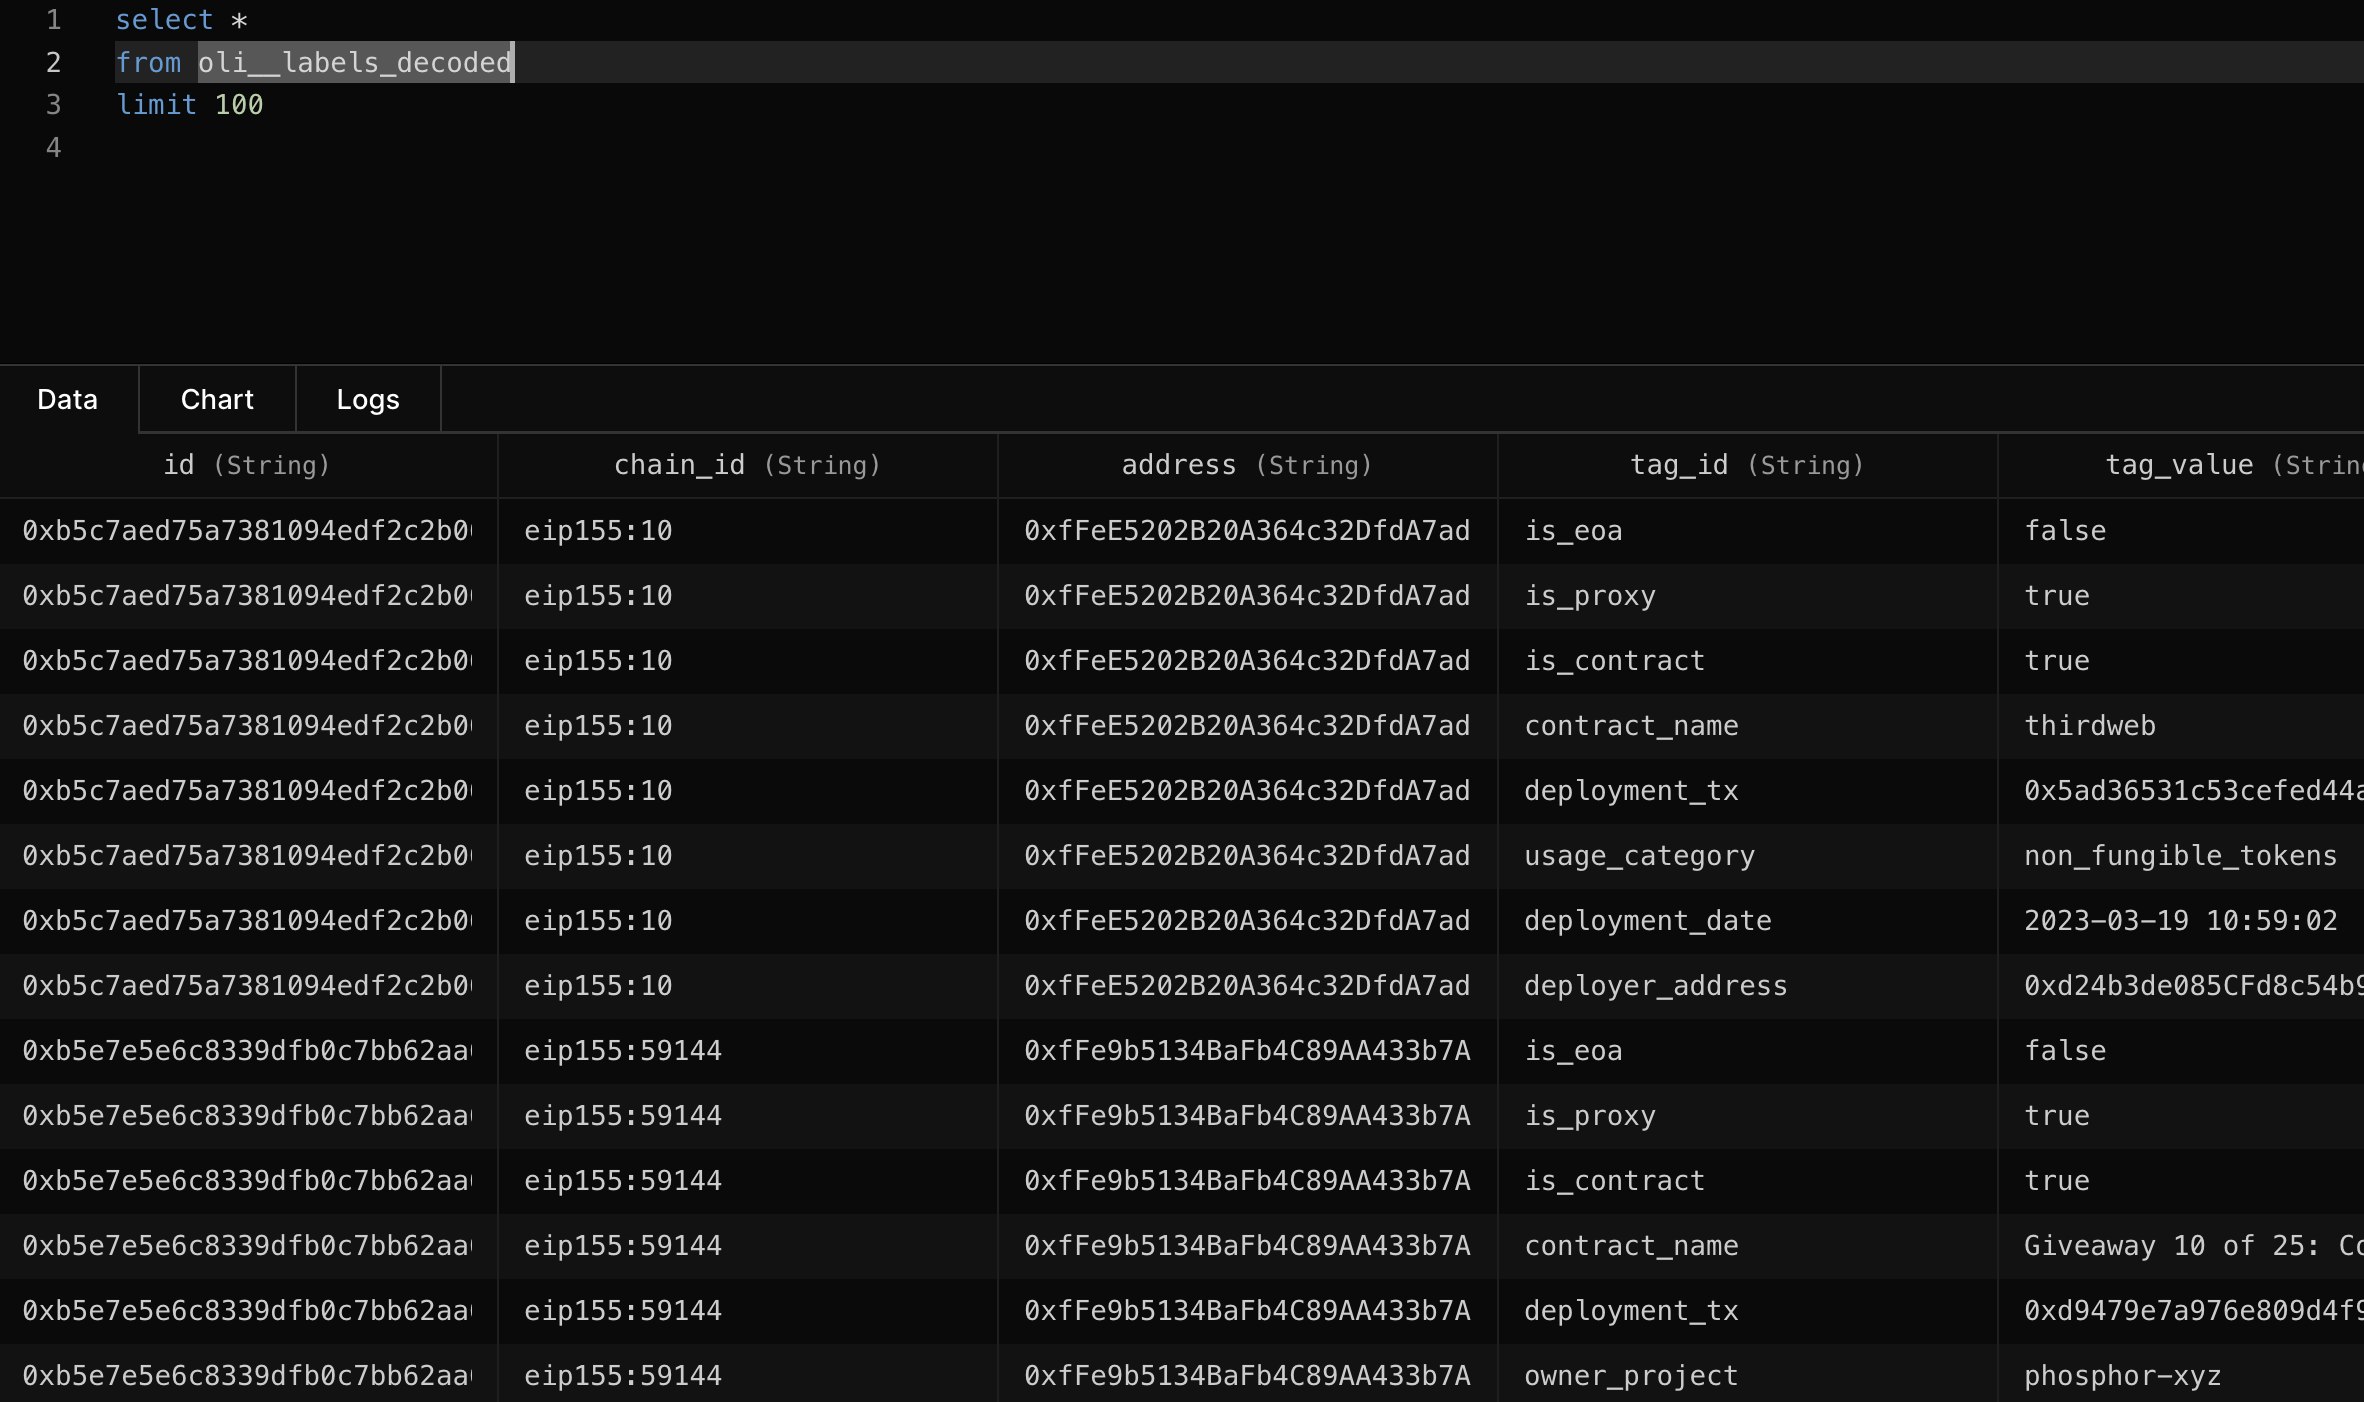 1 select *
2 from oli__labels_decoded
3 limit 100
4
Data Chart Logs
id (String) chain_id (String) address (String) tag_id (String) tag_value (Strin
0xb5c7aed75a7381094edf2c2b0 eip155:10 0xfFeE5202B20A364c32DfdA7ad is_eoa false
0xb5c7aed75a7381094edf2c2b0 eip155:10 0xfFeE5202B20A364c32DfdA7ad is_proxy true
0xb5c7aed75a7381094edf2c2b0 eip155:10 0xfFeE5202B20A364c32DfdA7ad is_contract true
0xb5c7aed75a7381094edf2c2b0 eip155:10 0xfFeE5202B20A364c32DfdA7ad contract_name thirdweb
0xb5c7aed75a7381094edf2c2b0 eip155:10 0xfFeE5202B20A364c32DfdA7ad deployment_tx 0x5ad36531c53cefed44a
0xb5c7aed75a7381094edf2c2b0 eip155:10 0xfFeE5202B20A364c32DfdA7ad usage_category non_fungible_tokens
0xb5c7aed75a7381094edf2c2b0 eip155:10 0xfFeE5202B20A364c32DfdA7ad deployment_date 2023-03-19 10:59:02
0xb5c7aed75a7381094edf2c2b0 eip155:10 0xfFeE5202B20A364c32DfdA7ad deployer_address 0xd24b3de085CFd8c54b9
0xb5e7e5e6c8339dfb0c7bb62aa eip155:59144 0xfFe9b5134BaFb4C89AA433b7A is_eoa false
0xb5e7e5e6c8339dfb0c7bb62aa eip155:59144 0xfFe9b5134BaFb4C89AA433b7A is_proxy true
0xb5e7e5e6c8339dfb0c7bb62aa eip155:59144 0xfFe9b5134BaFb4C89AA433b7A is_contract true
0xb5e7e5e6c8339dfb0c7bb62aa eip155:59144 0xfFe9b5134BaFb4C89AA433b7A contract_name Giveaway 10 of 25: Co
0xb5e7e5e6c8339dfb0c7bb62aa eip155:59144 0xfFe9b5134BaFb4C89AA433b7A deployment_tx 0xd9479e7a976e809d4f9
0xb5e7e5e6c8339dfb0c7bb62aa eip155:59144 0xfFe9b5134BaFb4C89AA433b7A owner_project phosphor-xyz